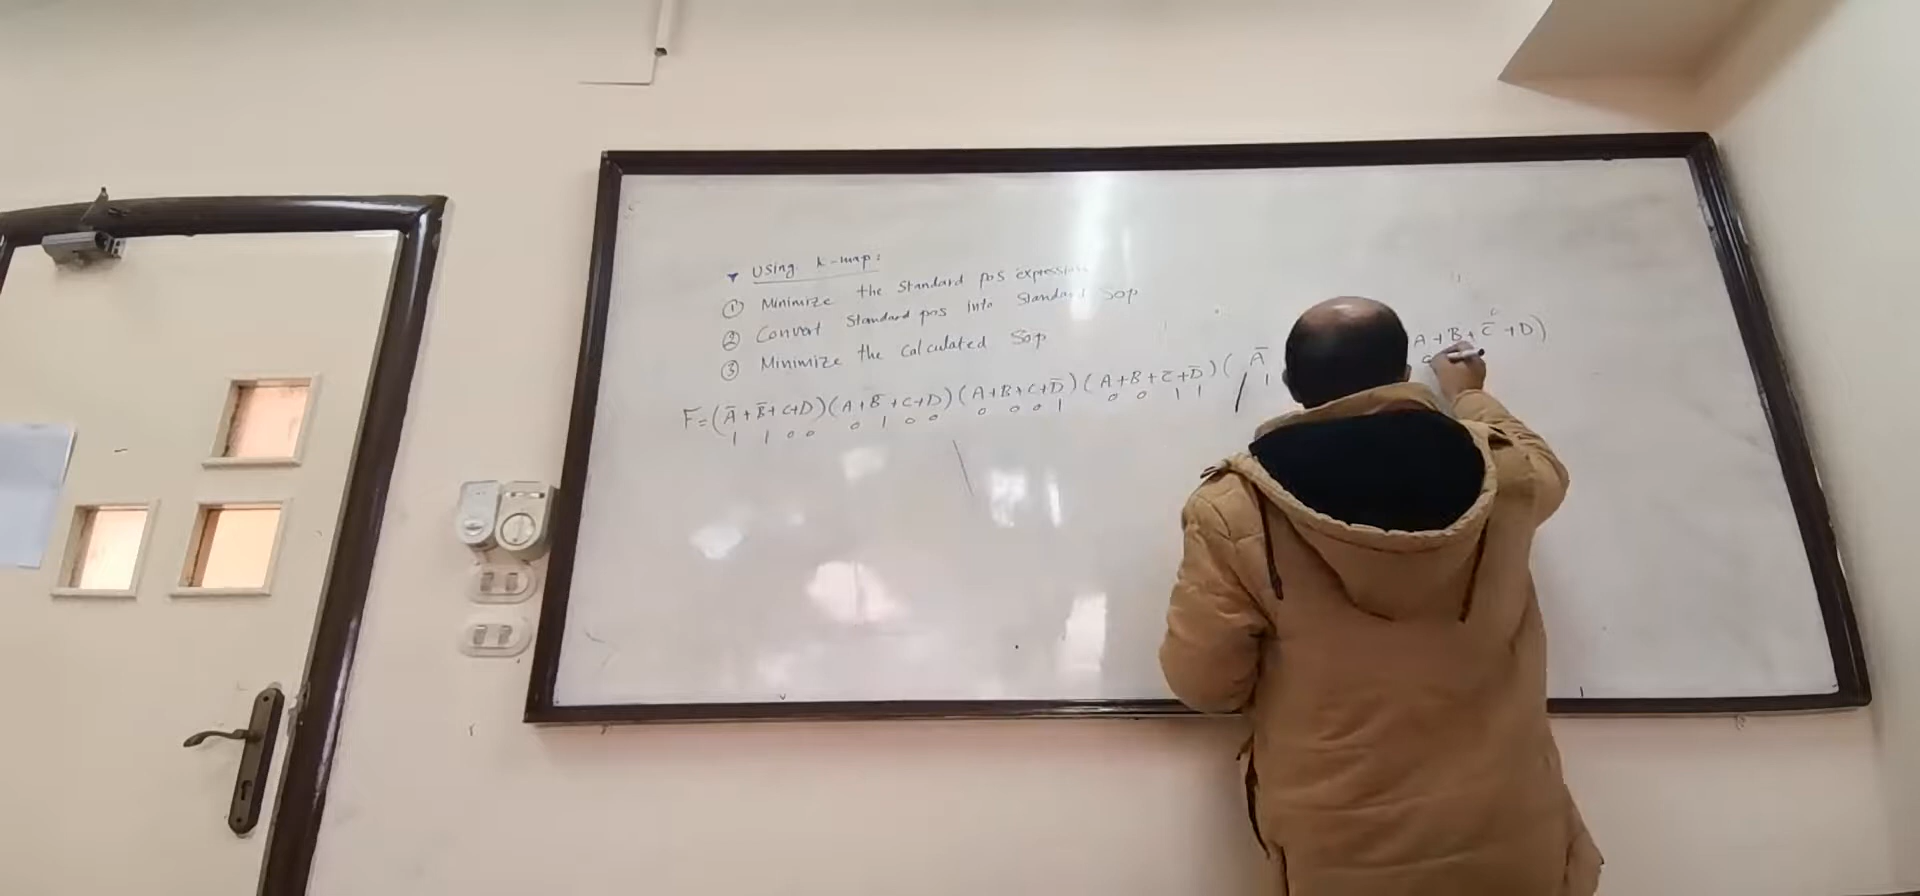 Using K-map:
① Minimize the Standard pos expression
② Convert Standard pos into Standard Sop
③ Minimize the Calculated Sop
F=(A̅+B̅+C+D)(A+B̅+C+D)(A+B+C+D̅)(A+B+C̅+D̅)(A̅ A+B̅+C̅+D)
1 1 0 0 0 1 0 0 0 0 0 1 0 0 1 1 1